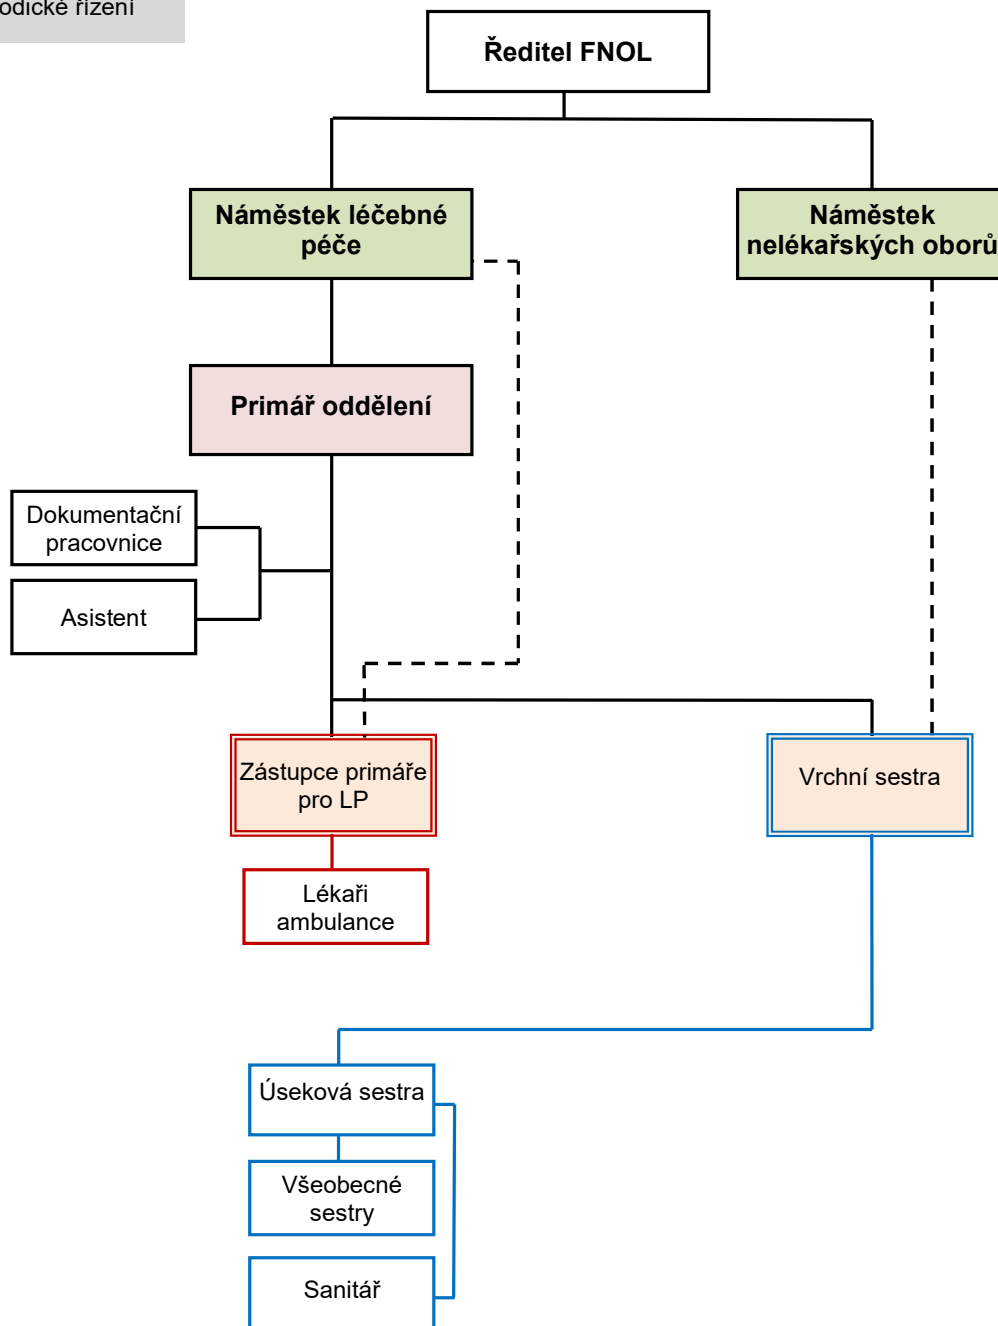 odické řízení
Ředitel FNOL
Náměstek léčebné
péče
Náměstek
nelékařských oborů
Primář oddělení
Dokumentační
pracovnice
Asistent
Zástupce primáře
pro LP
Vrchní sestra
Lékaři
ambulance
Úseková sestra
Všeobecné
sestry
Sanitář